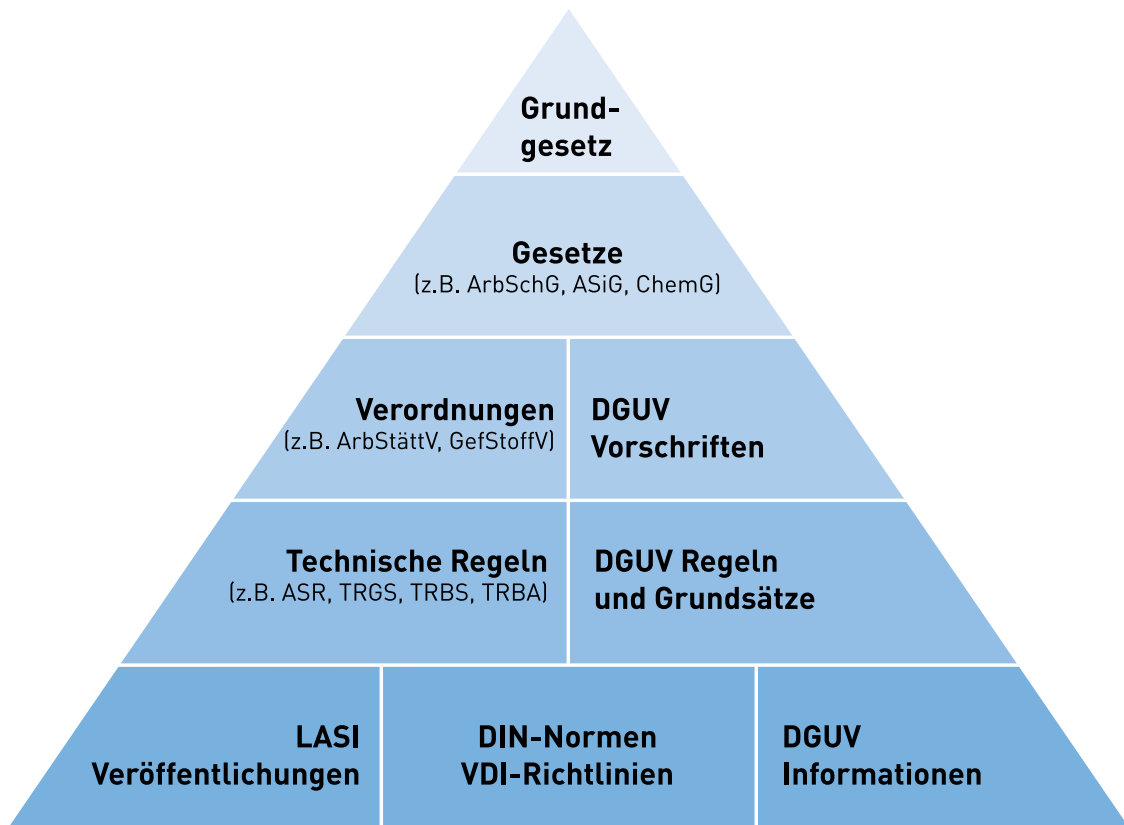 Grund-
gesetz
Gesetze
(z.B. ArbSchG, ASiG, ChemG)
Verordnungen
(z.B. ArbStättV, GefStoffV)
DGUV
Vorschriften
Technische Regeln
(z.B. ASR, TRGS, TRBS, TRBA)
DGUV Regeln
und Grundsätze
LASI
Veröffentlichungen
DIN-Normen
VDI-Richtlinien
DGUV
Informationen